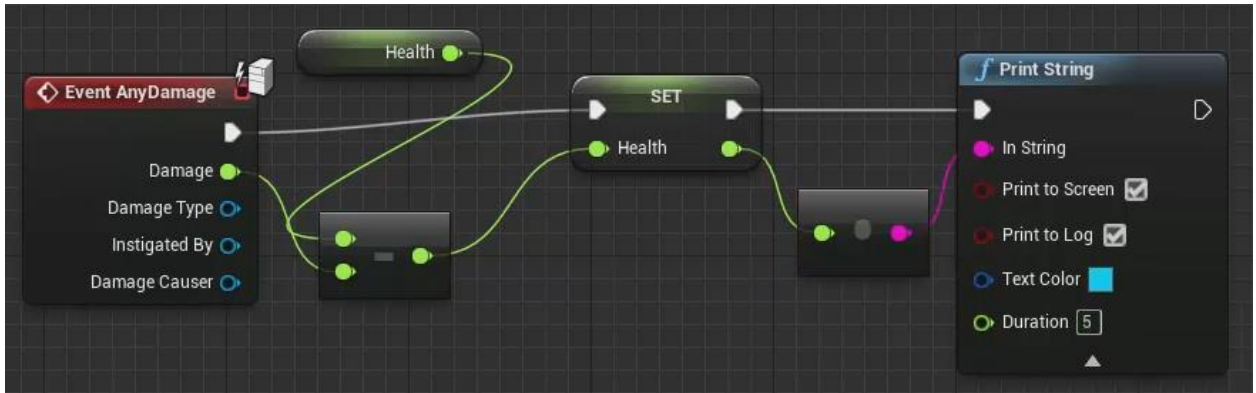 Health
Event AnyDamage
Damage
Damage Type
Instigated By
Damage Causer
SET
Health
Print String
In String
Print to Screen
Print to Log
Text Color
Duration 5